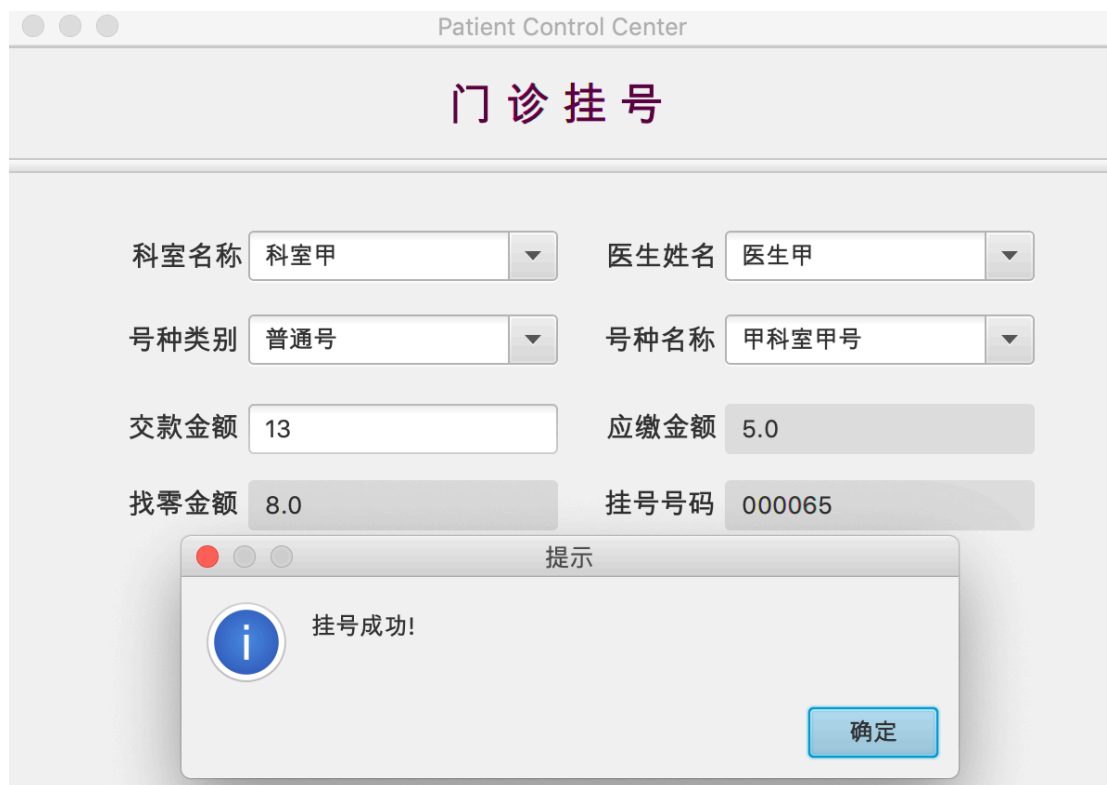 Patient Control Center
门诊挂号
科室名称 科室甲 医生姓名 医生甲
号种类别 普通号 号种名称 甲科室甲号
交款金额 13 应缴金额 5.0
找零金额 8.0 挂号号码 000065
提示
挂号成功!
确定